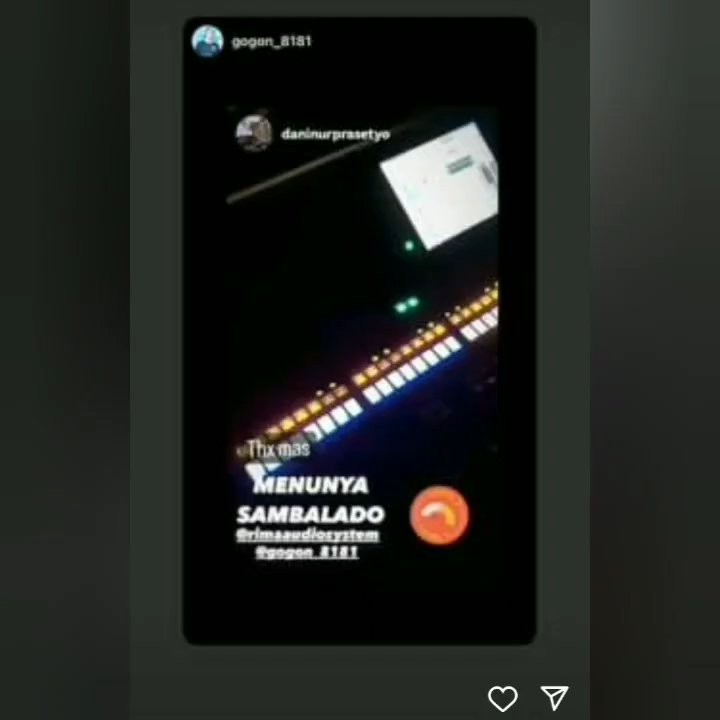 gogon_8181
daninurprasetyo
Thx mas
MENUNYA
SAMBALADO
@rimaaudiosystem
@gogon_8181